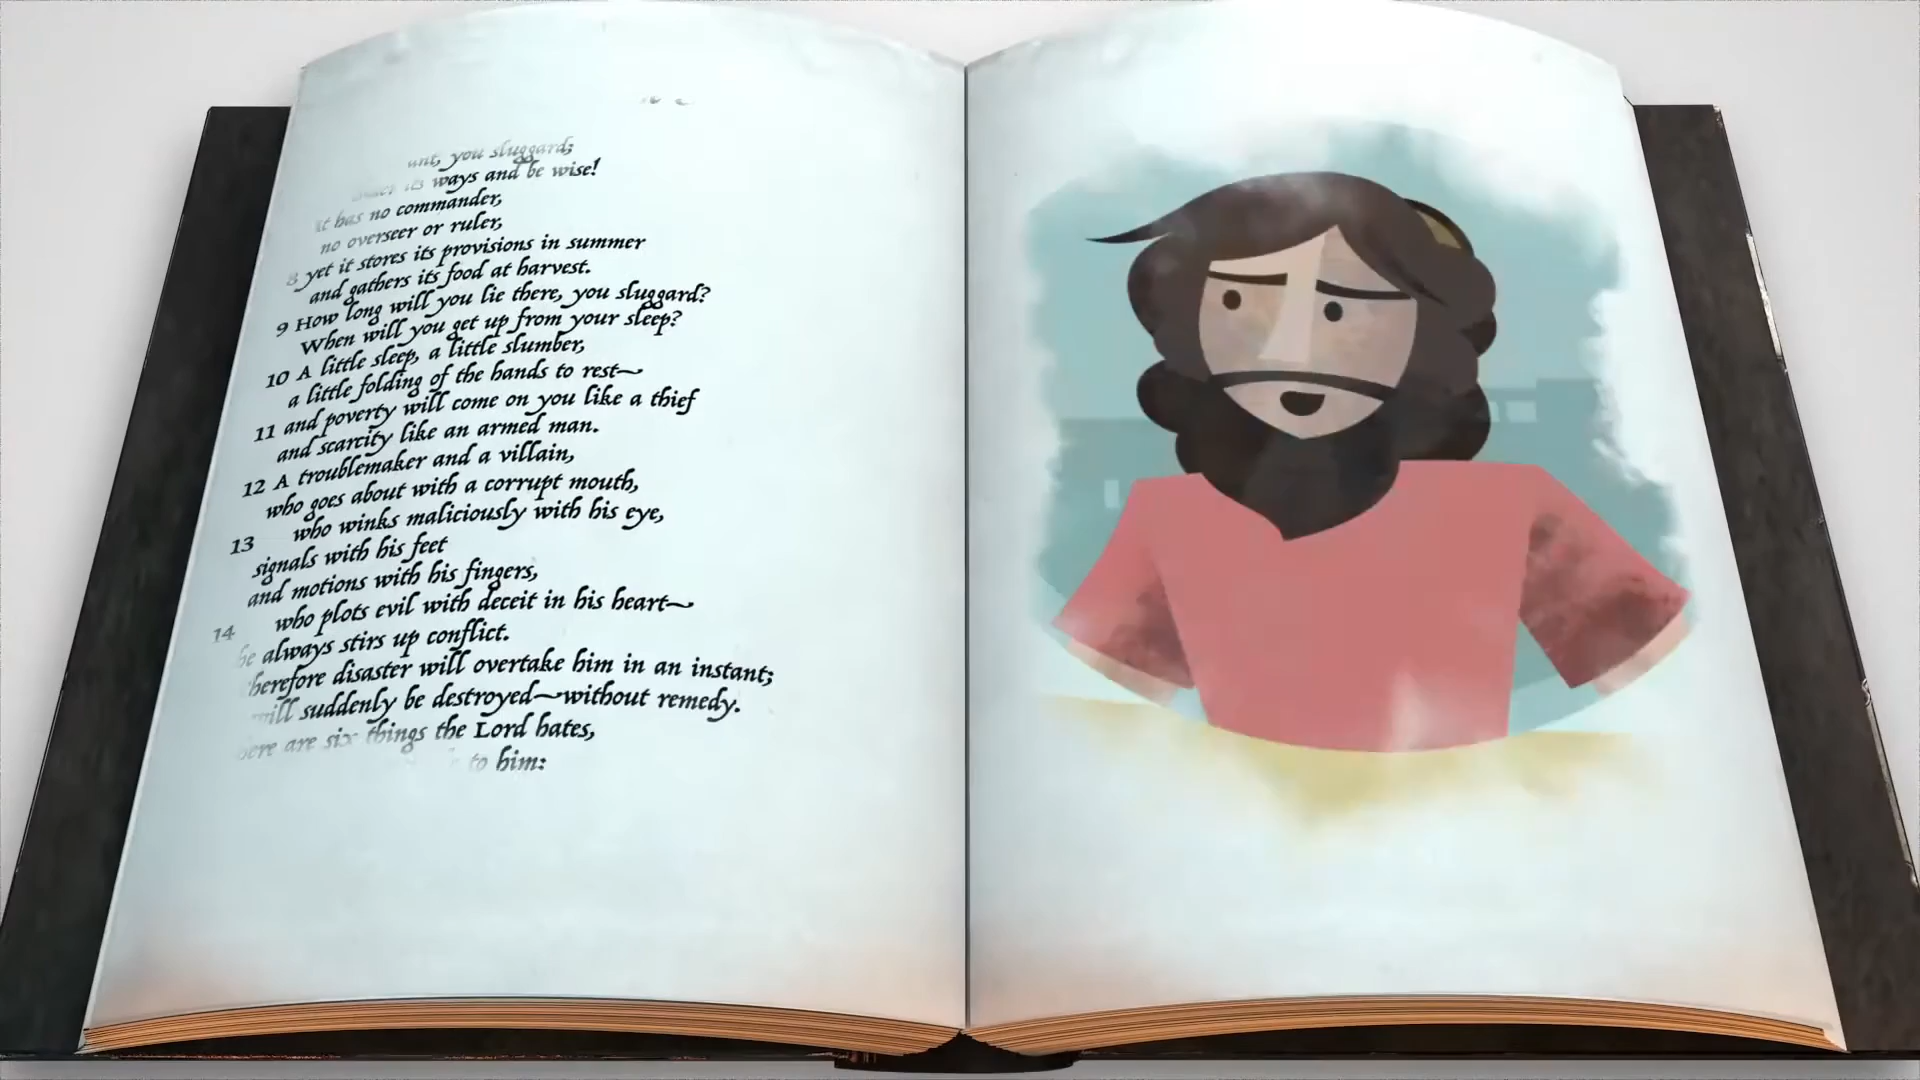 ant, you sluggard;
its ways and be wise!
it has no commander,
no overseer or ruler,
8 yet it stores its provisions in summer
and gathers its food at harvest.
9 How long will you lie there, you sluggard?
When will you get up from your sleep?
10 A little sleep, a little slumber,
a little folding of the hands to rest—
11 and poverty will come on you like a thief
and scarcity like an armed man.
12 A troublemaker and a villain,
who goes about with a corrupt mouth,
13 who winks maliciously with his eye,
signals with his feet
and motions with his fingers,
14 who plots evil with deceit in his heart—
he always stirs up conflict.
herefore disaster will overtake him in an instant;
will suddenly be destroyed—without remedy.
here are six things the Lord hates,
to him: